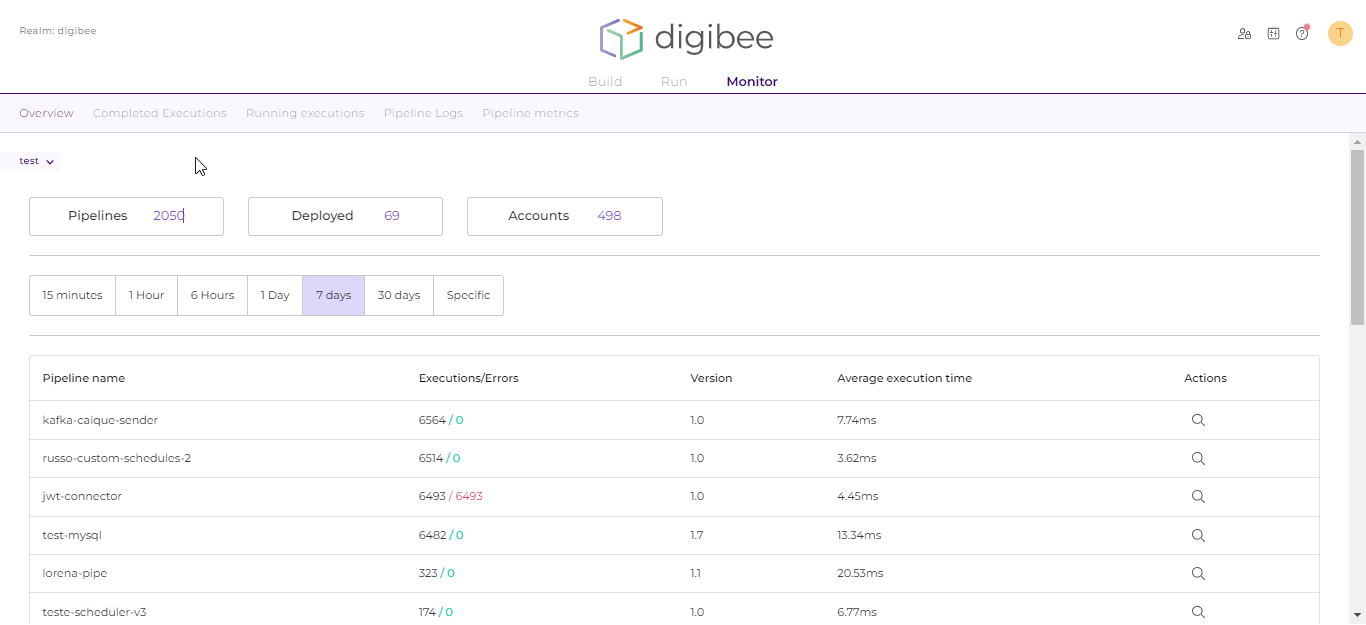 Realm: digibee
digibee
T
Build Run Monitor
Overview Completed Executions Running executions Pipeline Logs Pipeline metrics
test
Pipelines 2050 Deployed 69 Accounts 498
15 minutes 1 Hour 6 Hours 1 Day 7 days 30 days Specific
Pipeline name Executions/Errors Version Average execution time Actions
kafka-caique-sender 6564 / 0 1.0 7.74ms
russo-custom-schedules-2 6514 / 0 1.0 3.62ms
jwt-connector 6493 / 6493 1.0 4.45ms
test-mysql 6482 / 0 1.7 13.34ms
lorena-pipe 323 / 0 1.1 20.53ms
teste-scheduler-v3 174 / 0 1.0 6.77ms